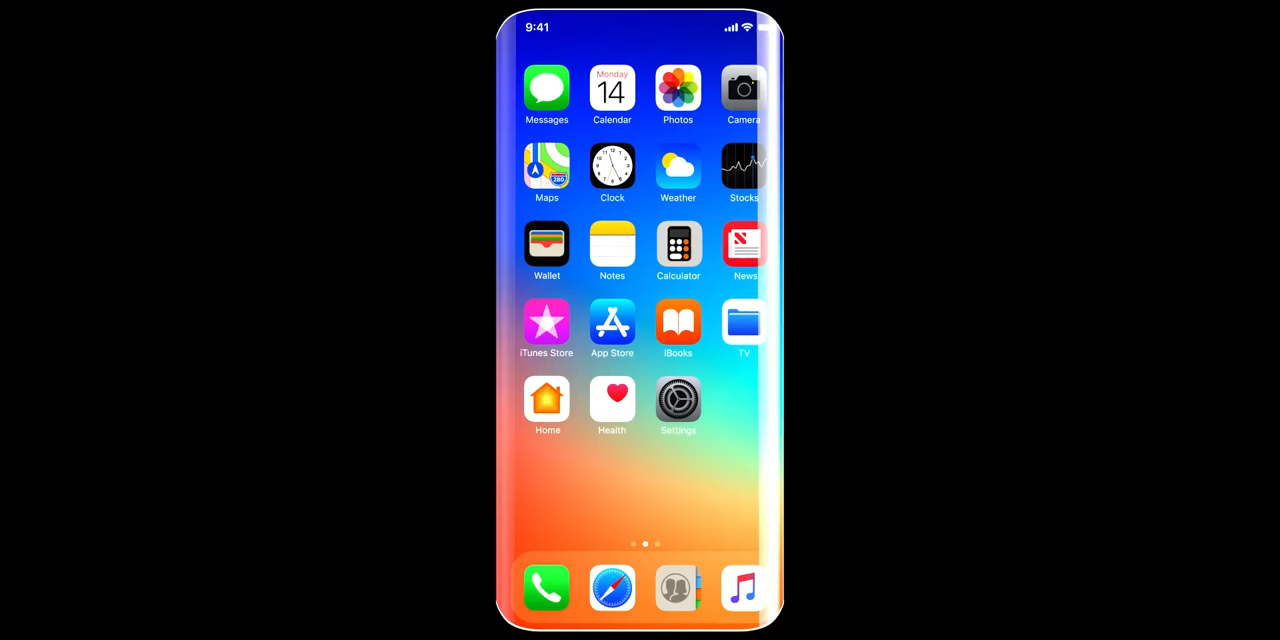 9:41
Monday
14
Messages Calendar Photos Camera
280
Maps Clock Weather Stocks
Wallet Notes Calculator News
iTunes Store App Store iBooks TV
Home Health Settings